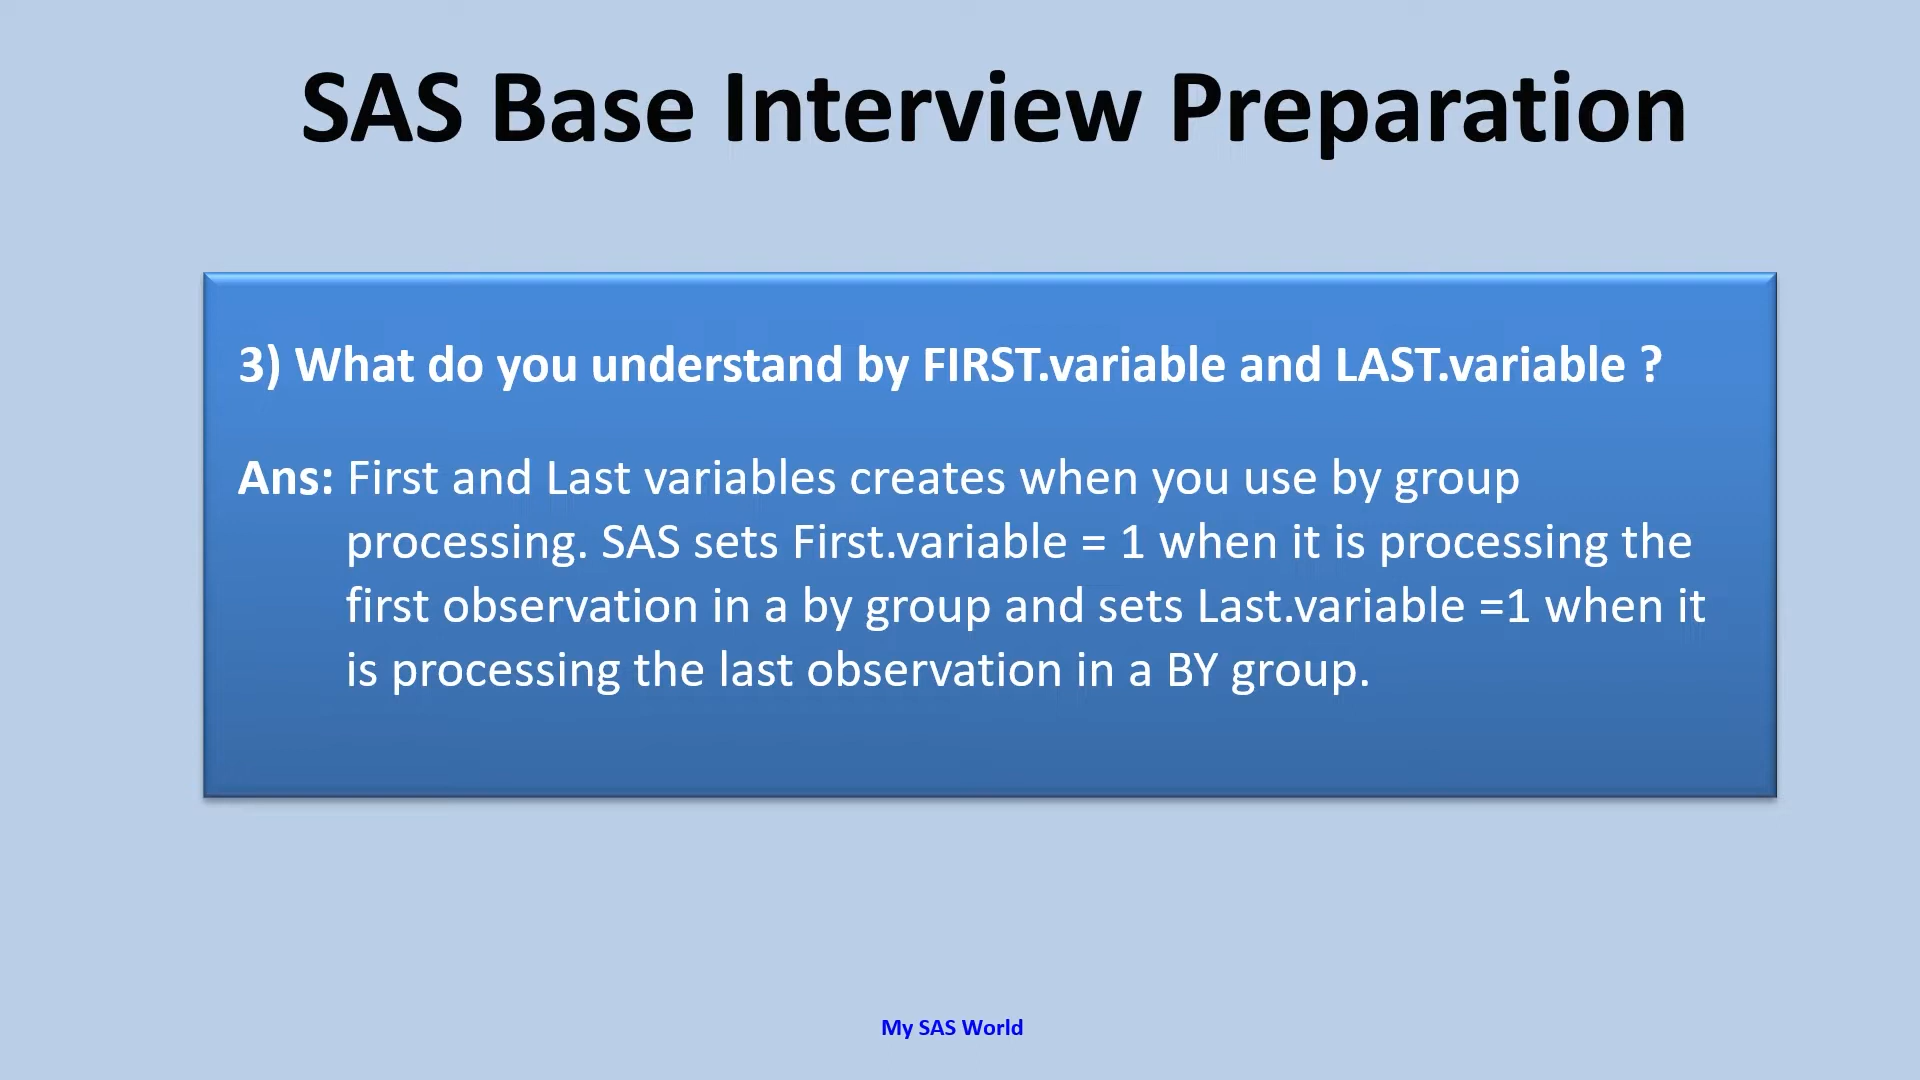 SAS Base Interview Preparation
3) What do you understand by FIRST.variable and LAST.variable ?
Ans: First and Last variables creates when you use by group
processing. SAS sets First.variable = 1 when it is processing the
first observation in a by group and sets Last.variable =1 when it
is processing the last observation in a BY group.
My SAS World